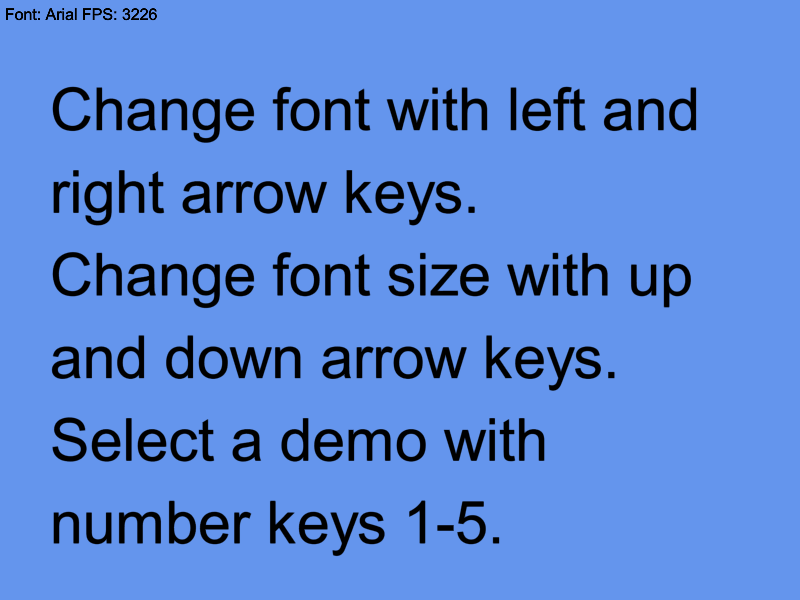 Font: Arial FPS: 3226
Change font with left and
right arrow keys.
Change font size with up
and down arrow keys.
Select a demo with
number keys 1-5.